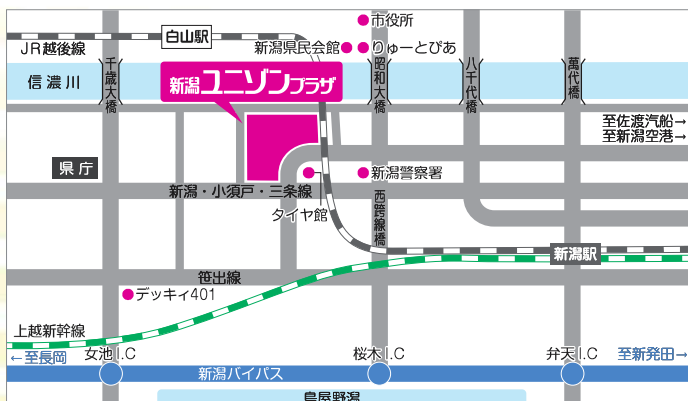 市役所
白山駅
JR越後線
新潟県民会館
りゅーとぴあ
信濃川
千歳大橋
新潟ユニゾンプラザ
昭和大橋
八千代橋
萬代橋
至佐渡汽船→
至新潟空港→
県庁
新潟警察署
新潟・小須戸・三条線
タイヤ館
西跨線橋
新潟駅
笹出線
デッキィ401
上越新幹線
←至長岡
女池I.C
桜木I.C
弁天I.C
至新発田→
新潟バイパス
鳥屋野潟